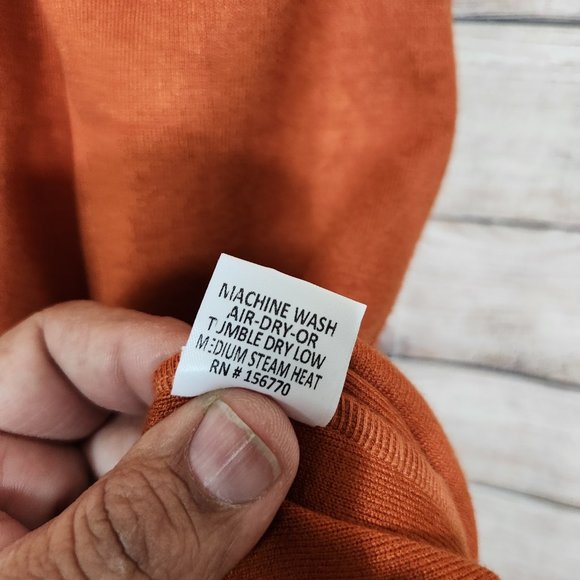 MACHINE WASH
AIR-DRY-OR
TUMBLE DRY LOW
MEDIUM STEAM HEAT
RN # 156770